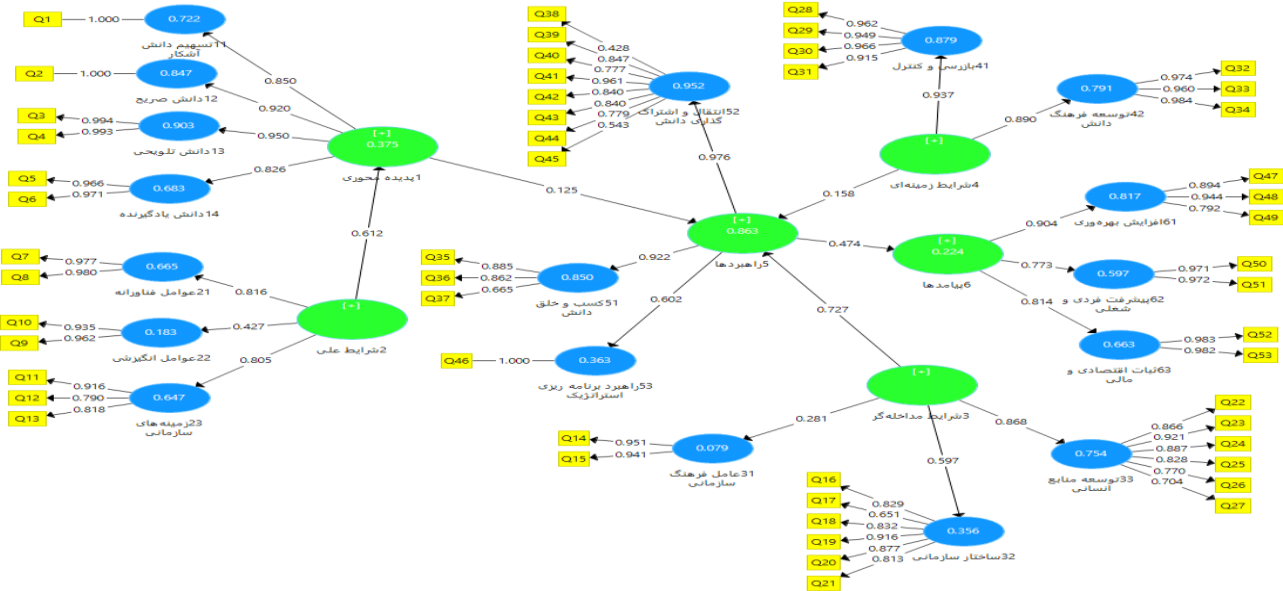 Q1
1.000
0.722
11تسهیم دانش
آشکار
0.850
Q2
1.000
0.847
12دانش صریح
0.920
Q3
Q4
0.994
0.993
0.903
13دانش تلویحی
0.950
Q5
Q6
0.966
0.971
0.683
14دانش یادگیرنده
0.826
[+]
0.375
1پدیده محوری
0.125
0.612
Q7
Q8
0.977
0.980
0.665
21عوامل فناورانه
0.816
Q10
Q9
0.935
0.962
0.183
22عوامل انگیزشی
0.427
[+]
2شرایط علی
Q11
Q12
Q13
0.916
0.790
0.818
0.647
23زمینه های
سازمانی
0.805
Q38
Q39
Q40
Q41
Q42
Q43
Q44
Q45
0.428
0.847
0.777
0.961
0.840
0.840
0.779
0.543
0.952
52انتقال و اشتراک
گذاری دانش
0.976
[+]
0.863
5راهبردها
Q35
Q36
Q37
0.885
0.862
0.665
0.850
51کسب و خلق
دانش
0.922
Q46
1.000
0.363
53راهبرد برنامه ریزی
استراتژیک
0.602
Q28
Q29
Q30
Q31
0.962
0.949
0.966
0.915
0.879
41بازرسی و کنترل
0.937
[+]
4شرایط زمینه‌ای
0.158
0.890
0.791
42توسعه فرهنگ
دانش
0.974
0.960
0.984
Q32
Q33
Q34
0.474
[+]
0.224
6پیامدها
0.904
0.817
61افزایش بهره‌وری
0.894
0.944
0.792
Q47
Q48
Q49
0.773
0.597
62پیشرفت فردی و
شغلی
0.971
0.972
Q50
Q51
0.814
0.663
63ثبات اقتصادی و
مالی
0.983
0.982
Q52
Q53
0.727
[+]
3شرایط مداخله‌گر
0.281
0.079
31عامل فرهنگ
سازمانی
Q14
Q15
0.951
0.941
0.597
0.356
32ساختار سازمانی
Q16
Q17
Q18
Q19
Q20
Q21
0.829
0.651
0.832
0.916
0.877
0.813
0.868
0.754
33توسعه منابع
انسانی
0.866
0.921
0.887
0.828
0.770
0.704
Q22
Q23
Q24
Q25
Q26
Q27